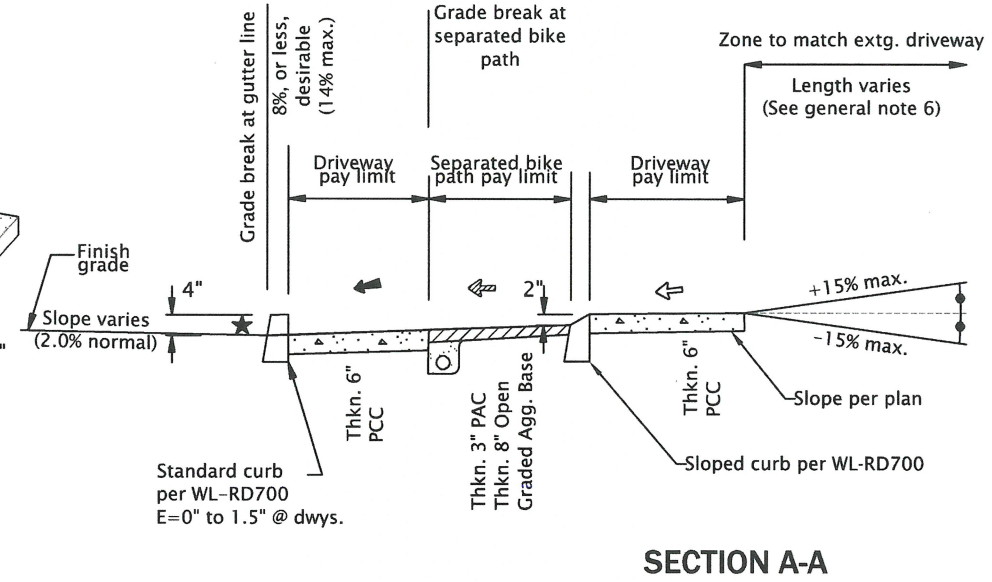 Grade break at gutter line
8%, or less,
desirable
(14% max.)
Grade break at
separated bike
path
Zone to match extg. driveway
Length varies
(See general note 6)
Driveway
pay limit
Separated bike
path pay limit
Driveway
pay limit
Finish
grade
4"
2"
+15% max.
Slope varies
(2.0% normal)
"
-15% max.
Thkn. 6"
PCC
Thkn. 3" PAC
Thkn. 8" Open
Graded Agg. Base
Thkn. 6"
PCC
Slope per plan
Sloped curb per WL-RD700
Standard curb
per WL-RD700
E=0" to 1.5" @ dwys.
SECTION A-A